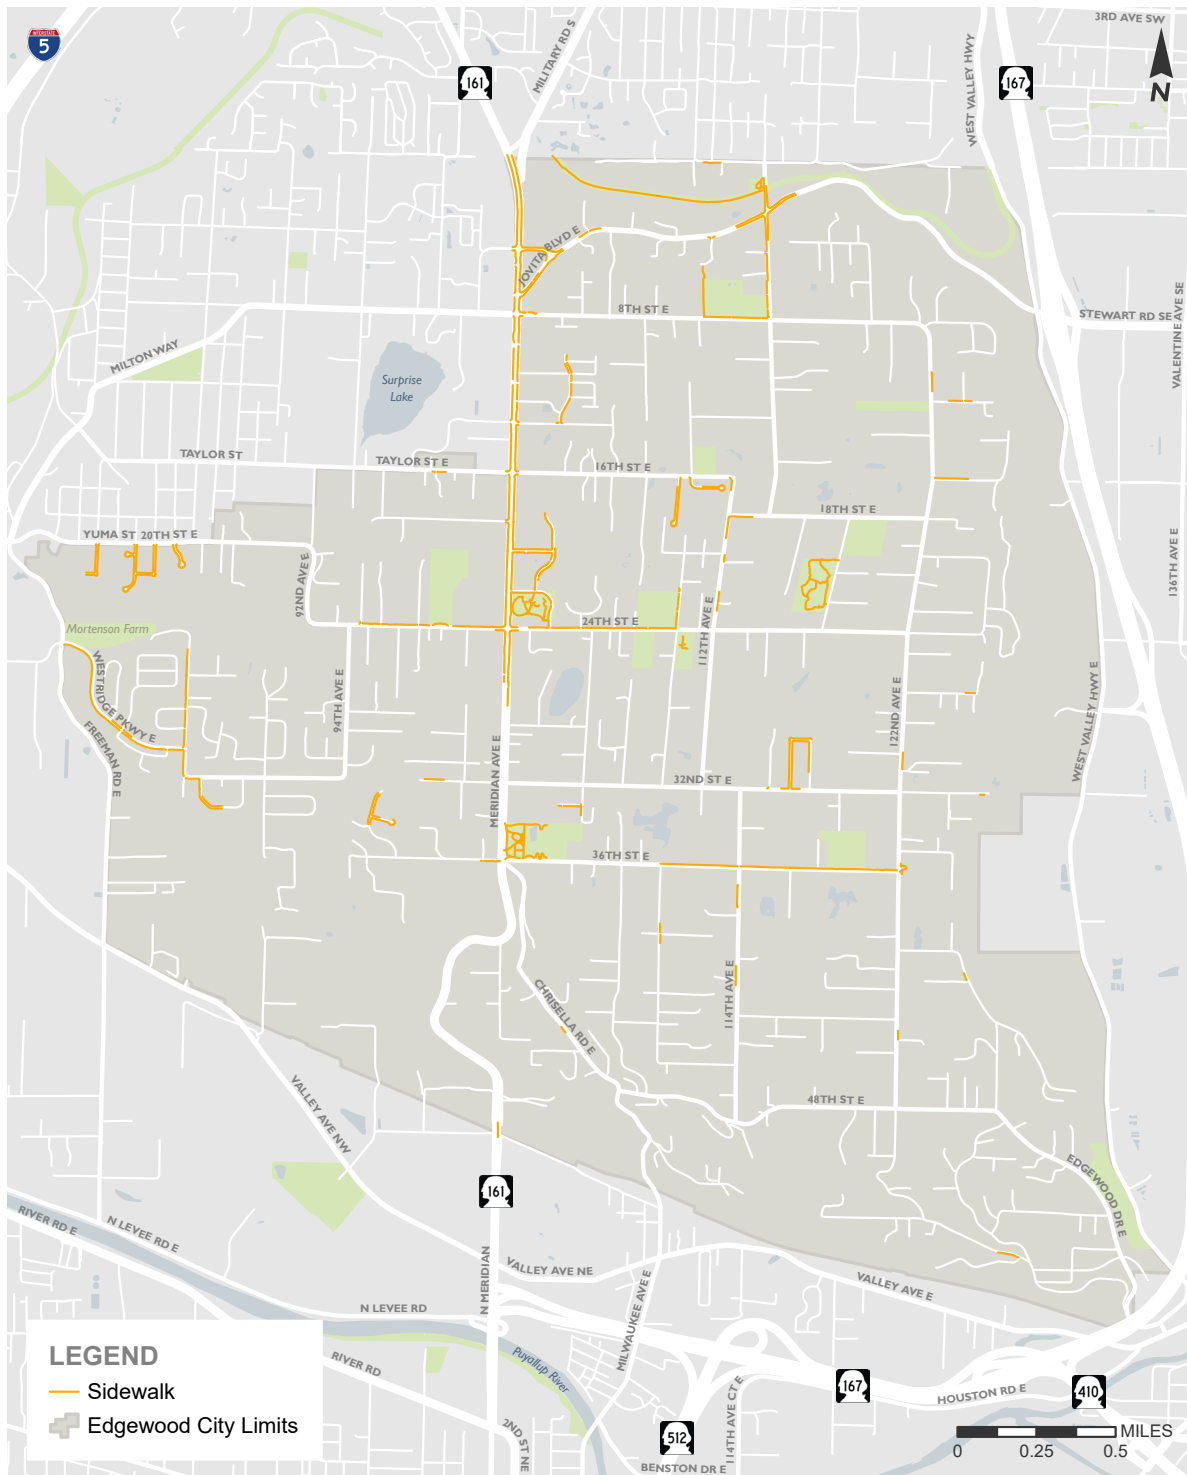 3RD AVE SW
INTERSTATE
5
161
MILITARY RD S
WEST VALLEY HWY
167
N
JOVITA BLVD E
8TH ST E
STEWART RD SE
VALENTINE AVE SE
MILTON WAY
Surprise
Lake
TAYLOR ST
TAYLOR ST E
16TH ST E
18TH ST E
YUMA ST
20TH ST E
92ND AVE E
136TH AVE E
24TH ST E
112TH AVE E
Mortenson Farm
WESTRIDGE PKWY E
FREEMAN RD E
94TH AVE E
122ND AVE E
WEST VALLEY HWY E
MERIDIAN AVE E
32ND ST E
36TH ST E
114TH AVE E
CHRISELLA RD E
VALLEY AVE NW
48TH ST E
EDGEWOOD DR E
161
RIVER RD E
N LEVEE RD E
N MERIDIAN
VALLEY AVE NE
VALLEY AVE E
MILWAUKEE AVE E
N LEVEE RD
Puyallup River
RIVER RD
2ND ST NE
114TH AVE CT E
167
HOUSTON RD E
410
512
BENSTON DR E
LEGEND
Sidewalk
Edgewood City Limits
MILES
0 0.25 0.5